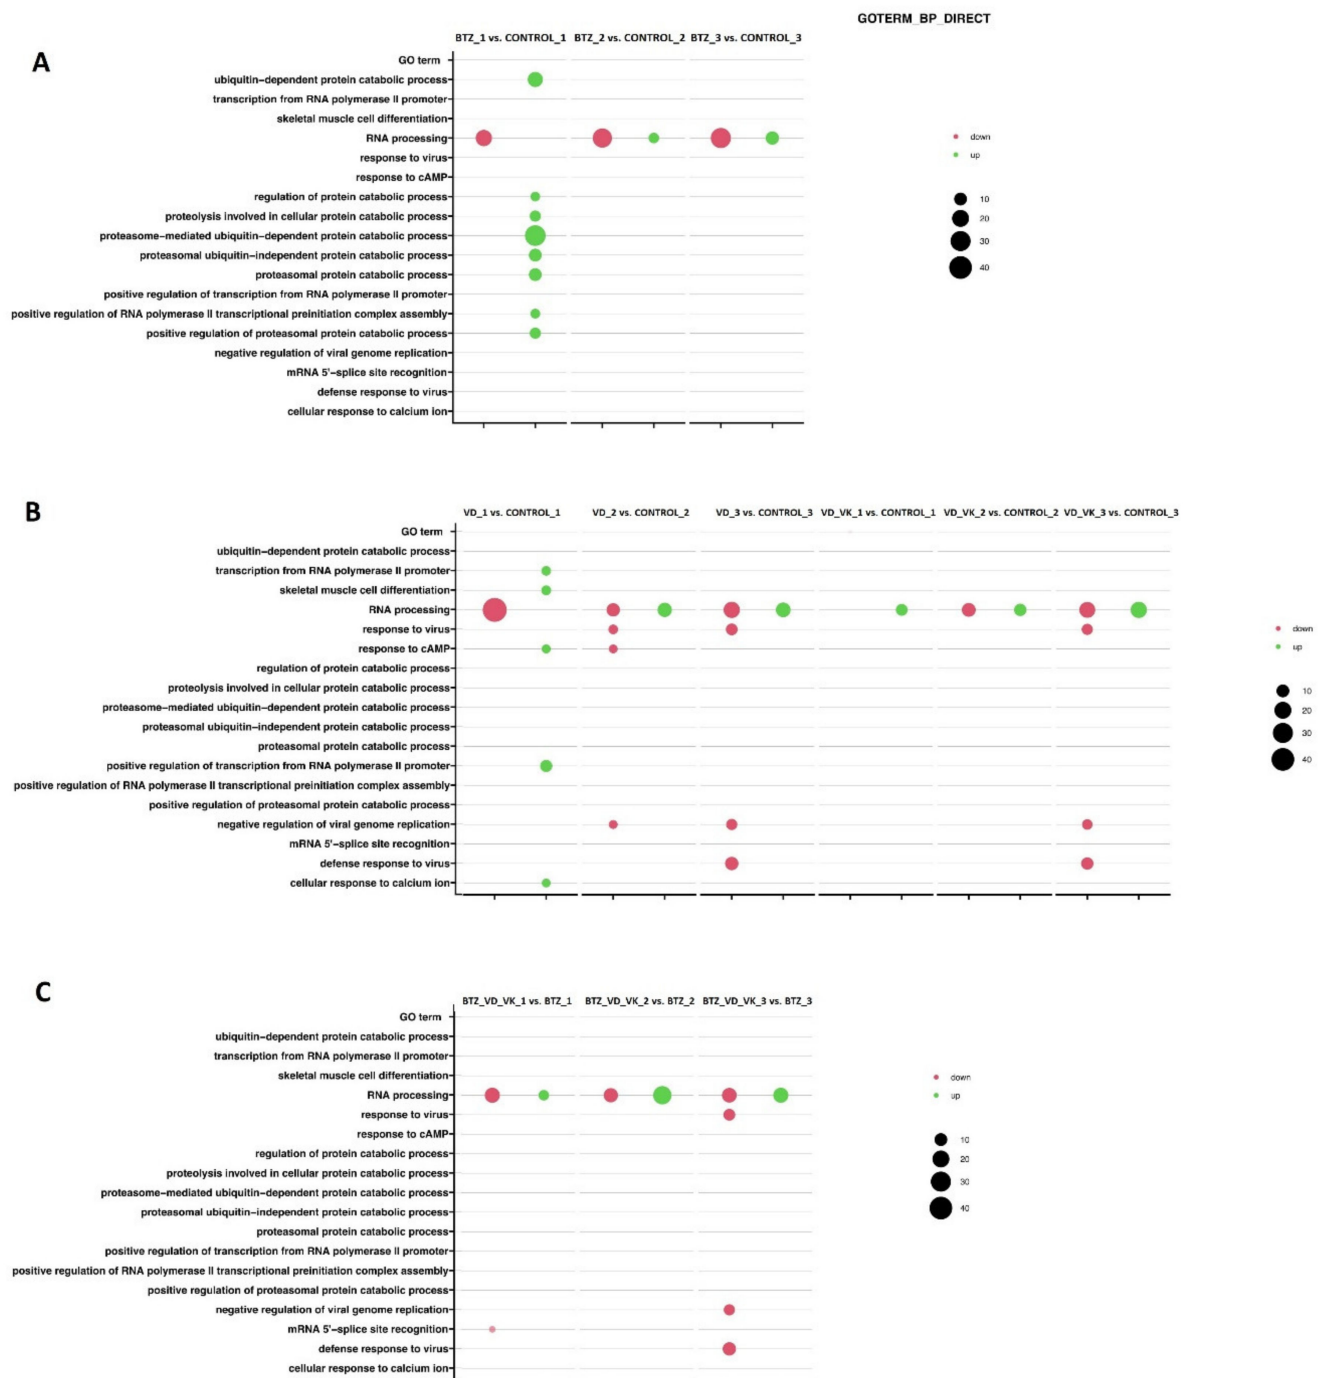 GOTERM_BP_DIRECT
A
BTZ_1 vs. CONTROL_1 BTZ_2 vs. CONTROL_2 BTZ_3 vs. CONTROL_3
GO term
ubiquitin-dependent protein catabolic process
transcription from RNA polymerase II promoter
skeletal muscle cell differentiation
RNA processing
response to virus
response to cAMP
regulation of protein catabolic process
proteolysis involved in cellular protein catabolic process
proteasome-mediated ubiquitin-dependent protein catabolic process
proteasomal ubiquitin-independent protein catabolic process
proteasomal protein catabolic process
positive regulation of transcription from RNA polymerase II promoter
positive regulation of RNA polymerase II transcriptional preinitiation complex assembly
positive regulation of proteasomal protein catabolic process
negative regulation of viral genome replication
mRNA 5'-splice site recognition
defense response to virus
cellular response to calcium ion
down
up
10
20
30
40
B
VD_1 vs. CONTROL_1 VD_2 vs. CONTROL_2 VD_3 vs. CONTROL_3 VD_VK_1 vs. CONTROL_1 VD_VK_2 vs. CONTROL_2 VD_VK_3 vs. CONTROL_3
GO term
ubiquitin-dependent protein catabolic process
transcription from RNA polymerase II promoter
skeletal muscle cell differentiation
RNA processing
response to virus
response to cAMP
regulation of protein catabolic process
proteolysis involved in cellular protein catabolic process
proteasome-mediated ubiquitin-dependent protein catabolic process
proteasomal ubiquitin-independent protein catabolic process
proteasomal protein catabolic process
positive regulation of transcription from RNA polymerase II promoter
positive regulation of RNA polymerase II transcriptional preinitiation complex assembly
positive regulation of proteasomal protein catabolic process
negative regulation of viral genome replication
mRNA 5'-splice site recognition
defense response to virus
cellular response to calcium ion
down
up
10
20
30
40
C
BTZ_VD_VK_1 vs. BTZ_1 BTZ_VD_VK_2 vs. BTZ_2 BTZ_VD_VK_3 vs. BTZ_3
GO term
ubiquitin-dependent protein catabolic process
transcription from RNA polymerase II promoter
skeletal muscle cell differentiation
RNA processing
response to virus
response to cAMP
regulation of protein catabolic process
proteolysis involved in cellular protein catabolic process
proteasome-mediated ubiquitin-dependent protein catabolic process
proteasomal ubiquitin-independent protein catabolic process
proteasomal protein catabolic process
positive regulation of transcription from RNA polymerase II promoter
positive regulation of RNA polymerase II transcriptional preinitiation complex assembly
positive regulation of proteasomal protein catabolic process
negative regulation of viral genome replication
mRNA 5'-splice site recognition
defense response to virus
cellular response to calcium ion
down
up
10
20
30
40